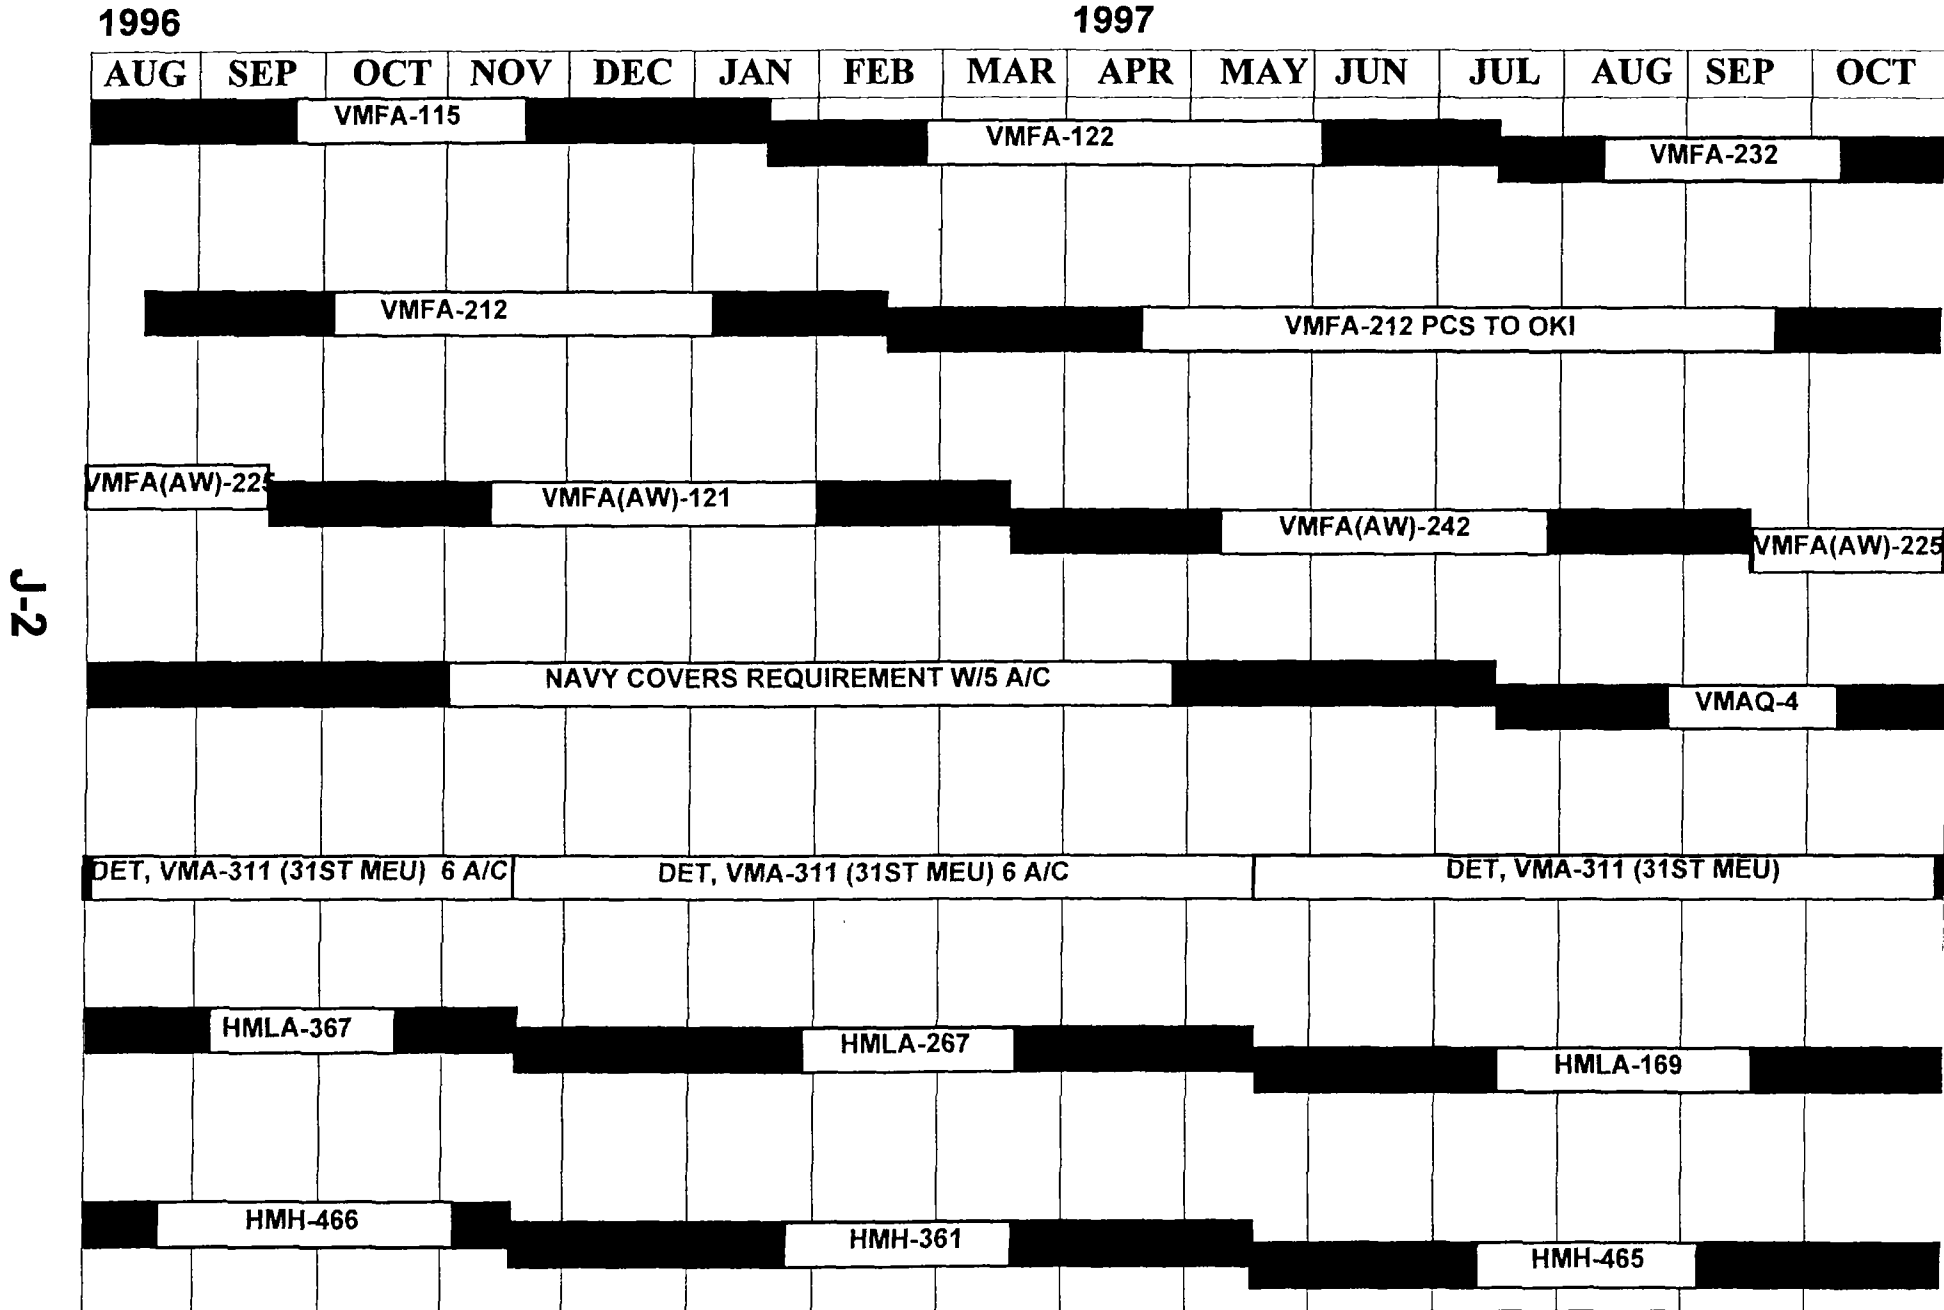 1996 1997
AUG SEP OCT NOV DEC JAN FEB MAR APR MAY JUN JUL AUG SEP OCT
VMFA-115
VMFA-122
VMFA-232
VMFA-212
VMFA-212 PCS TO OKI
VMFA(AW)-225
VMFA(AW)-121
VMFA(AW)-242
VMFA(AW)-225
J-2
NAVY COVERS REQUIREMENT W/5 A/C
VMAQ-4
DET, VMA-311 (31ST MEU) 6 A/C
DET, VMA-311 (31ST MEU) 6 A/C
DET, VMA-311 (31ST MEU)
HMLA-367
HMLA-267
HMLA-169
HMH-466
HMH-361
HMH-465